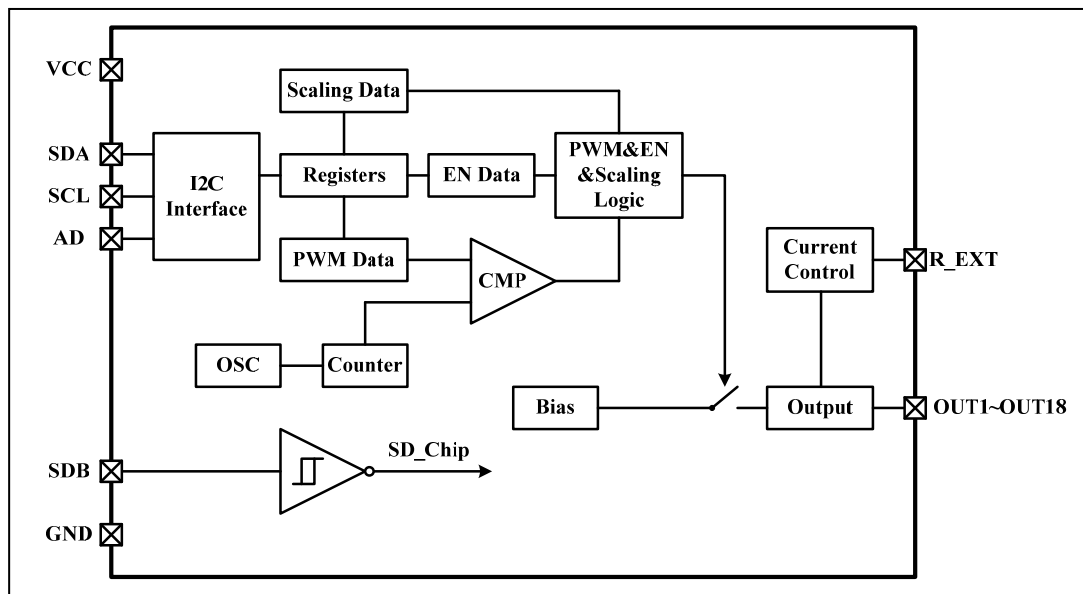 VCC
Scaling Data
SDA
SCL
AD
I2C
Interface
Registers
EN Data
PWM&EN
&Scaling
Logic
PWM Data
CMP
Current
Control
R_EXT
OSC
Counter
Bias
Output
OUT1~OUT18
SDB
SD_Chip
GND